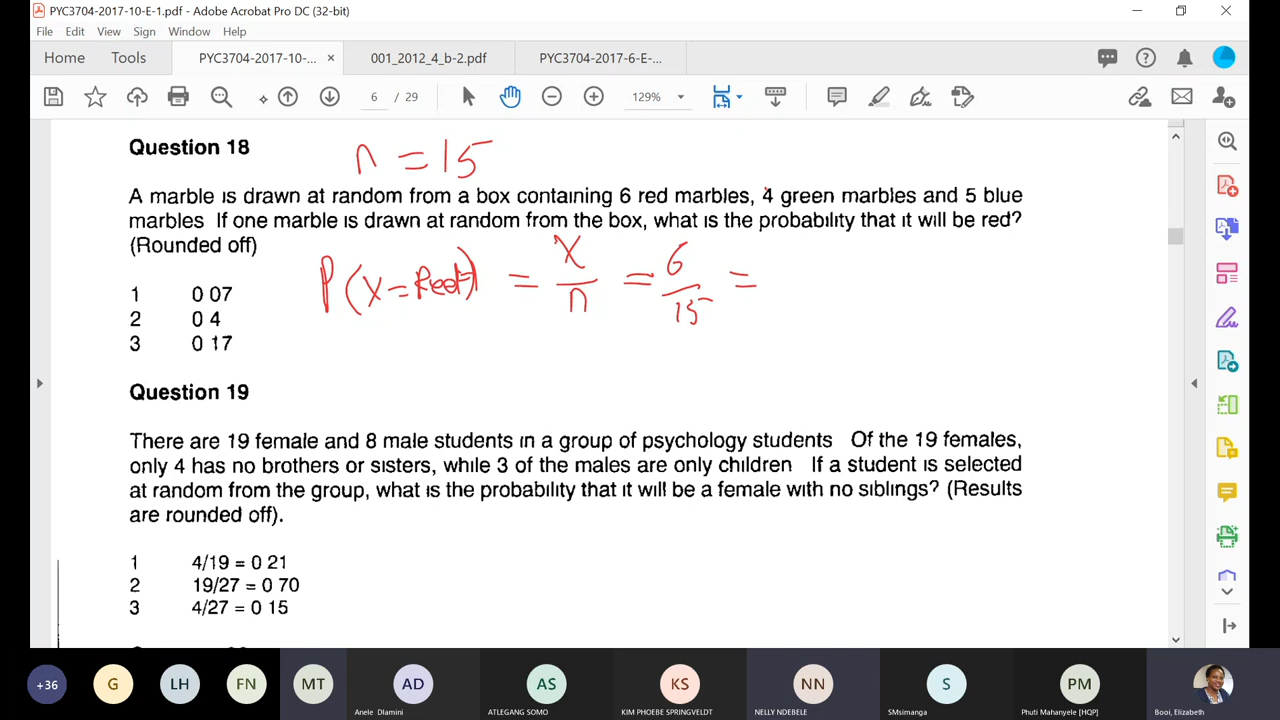 PYC3704-2017-10-E-1.pdf - Adobe Acrobat Pro DC (32-bit)
File Edit View Sign Window Help
Home Tools PYC3704-2017-10-... × 001_2012_4_b-2.pdf PYC3704-2017-6-E-...
6 / 29 129%
Question 18
n = 15
A marble is drawn at random from a box containing 6 red marbles, 4 green marbles and 5 blue
marbles If one marble is drawn at random from the box, what is the probability that it will be red?
(Rounded off)
P(X=Red) = X/n = 6/15 =
1 0 07
2 0 4
3 0 17
Question 19
There are 19 female and 8 male students in a group of psychology students Of the 19 females,
only 4 has no brothers or sisters, while 3 of the males are only children If a student is selected
at random from the group, what is the probability that it will be a female with no siblings? (Results
are rounded off).
1 4/19 = 0 21
2 19/27 = 0 70
3 4/27 = 0 15
+36 G LH FN MT AD AS KS NN S PM
Anele Dlamini ATLEGANG SOMO KIM PHOEBE SPRINGVELDT NELLY NDEBELE SMsimanga Phuti Mahanyele [HQP] Booi, Elizabeth